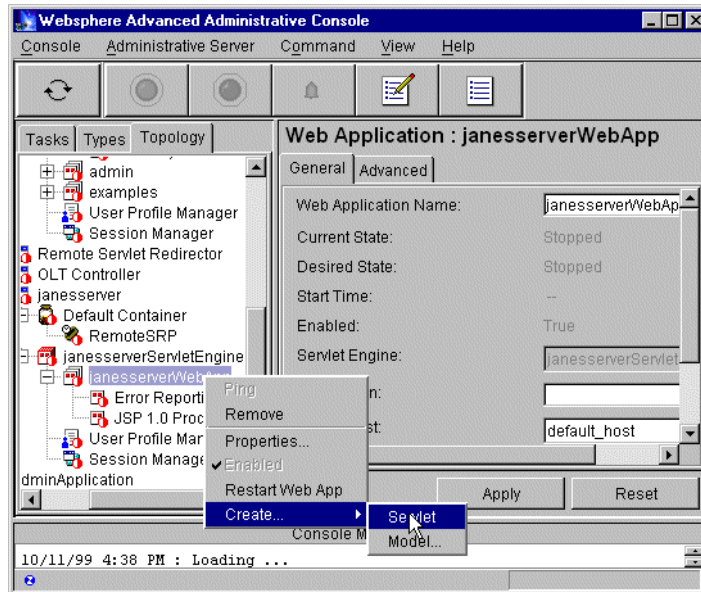 Websphere Advanced Administrative Console
Console Administrative Server Command View Help
Tasks Types Topology
admin
examples
User Profile Manager
Session Manager
Remote Servlet Redirector
OLT Controller
janesserver
Default Container
RemoteSRP
janesserverServletEngine
janesserverWebApp
Error Reporti
JSP 1.0 Proc
User Profile Mar
Session Manage
dminApplication
Web Application : janesserverWebApp
General Advanced
Web Application Name: janesserverWebAp
Current State: Stopped
Desired State: Stopped
Start Time: --
Enabled: True
Servlet Engine: janesserverServlet
n:
st: default_host
Apply Reset
Ping
Remove
Properties...
Enabled
Restart Web App
Create...
Servlet
Model...
Console M
10/11/99 4:38 PM : Loading ...